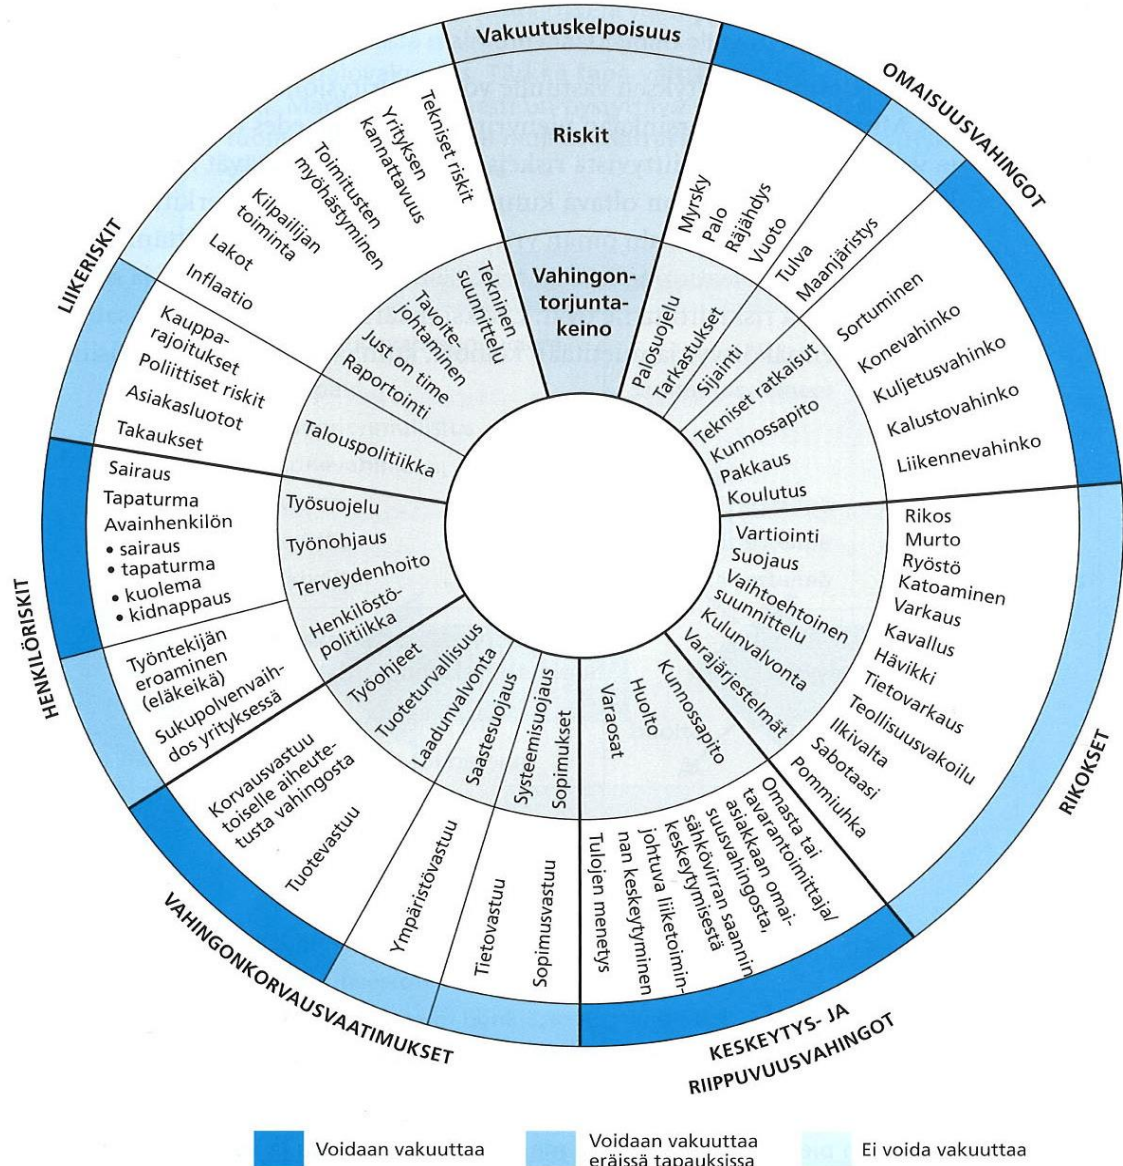 Vakuutuskelpoisuus
Riskit
Vahingon-
torjunta-
keino
OMAISUUSVAHINGOT
Myrsky
Palo
Räjähdys
Vuoto
Tulva
Maanjäristys
Sortuminen
Konevahinko
Kuljetusvahinko
Kalustovahinko
Liikennevahinko
Palosuojelu
Tarkastukset
Sijainti
Tekniset ratkaisut
Kunnossapito
Pakkaus
Koulutus
RIKOKSET
Rikos
Murto
Ryöstö
Katoaminen
Varkaus
Kavallus
Hävikki
Tietovarkaus
Teollisuusvakoilu
Ilkivalta
Sabotaasi
Pommiuhka
Vartiointi
Suojaus
Vaihtoehtoinen
suunnittelu
Kulunvalvonta
Varajärjestelmät
KESKEYTYS- JA
RIIPPUVUUSVAHINGOT
Omasta tai
tavarantoimittaja/
asiakkaan omai-
suusvahingosta,
sähkövirran saannin
keskeytymisestä
johtuva liiketoimin-
nan keskeytyminen
Tulojen menetys
Kunnossapito
Huolto
Varaosat
VAHINGONKORVAUSVAATIMUKSET
Sopimusvastuu
Tietovastuu
Ympäristövastuu
Tuotevastuu
Korvausvastuu
toiselle aiheute-
tusta vahingosta
Sopimukset
Systeemisuojaus
Saastesuojaus
Laadunvalvonta
Tuoteturvallisuus
Työohjeet
HENKILÖRISKIT
Sairaus
Tapaturma
Avainhenkilön
• sairaus
• tapaturma
• kuolema
• kidnappaus
Työntekijän
eroaminen
(eläkeikä)
Sukupolvenvaih-
dos yrityksessä
Työsuojelu
Työnohjaus
Terveydenhoito
Henkilöstö-
politiikka
LIIKERISKIT
Tekniset riskit
Yrityksen
kannattavuus
Toimitusten
myöhästyminen
Kilpailijan
toiminta
Lakot
Inflaatio
Kauppa-
rajoitukset
Poliittiset riskit
Asiakasluotot
Takaukset
Tekninen
suunnittelu
Tavoite-
johtaminen
Just on time
Raportointi
Talouspolitiikka
Voidaan vakuuttaa
Voidaan vakuuttaa
eräissä tapauksissa
Ei voida vakuuttaa